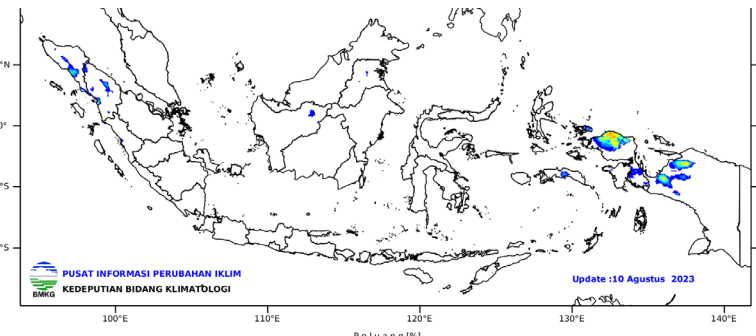 °N
0°
°S
°S
PUSAT INFORMASI PERUBAHAN IKLIM
KEDEPUTIAN BIDANG KLIMATOLOGI
BMKG
Update :10 Agustus 2023
100°E
110°E
120°E
130°E
140°E
P e l u a n g [%]